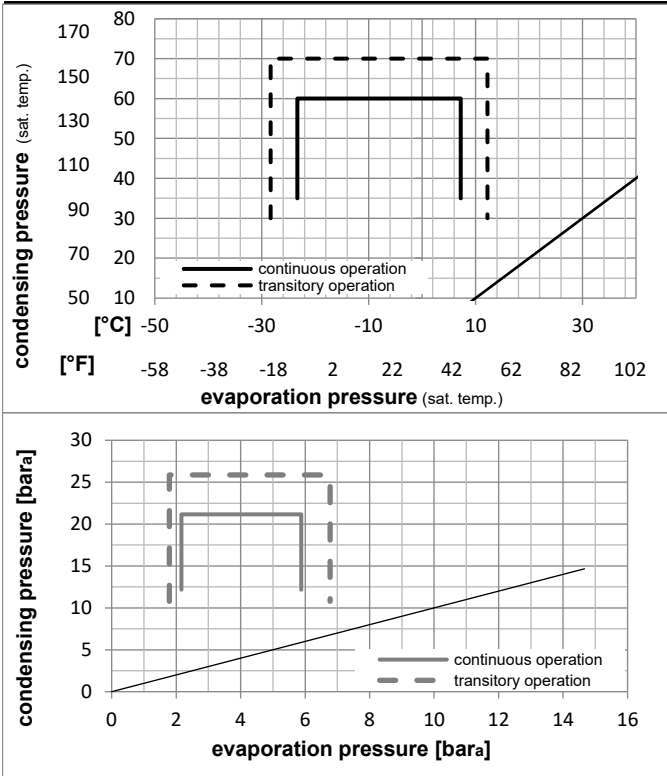 condensing pressure (sat. temp.)
170 80
150 70
60
130 50
110 40
90 30
70 20
50 10
continuous operation
transitory operation
[°C] -50 -30 -10 10 30
[°F] -58 -38 -18 2 22 42 62 82 102
evaporation pressure (sat. temp.)
condensing pressure [bara]
30
25
20
15
10
5
0
continuous operation
transitory operation
0 2 4 6 8 10 12 14 16
evaporation pressure [bara]